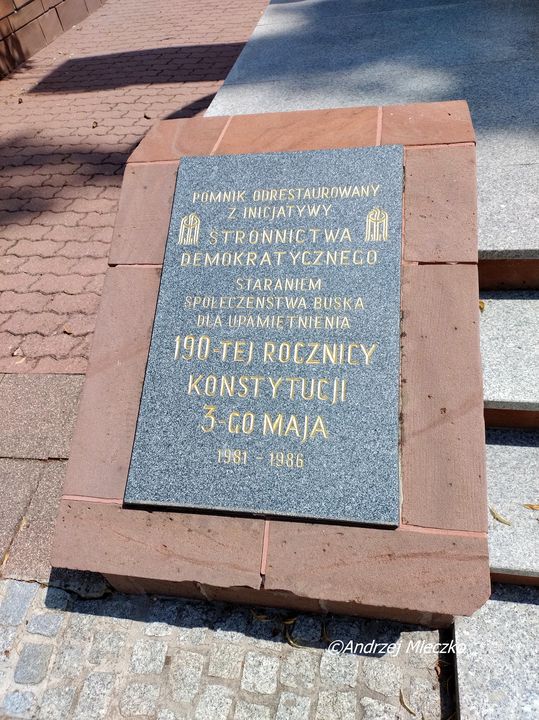 POMNIK ODRESTAUROWANY
Z INICJATYWY
STRONNICTWA
DEMOKRATYCZNEGO
STARANIEM
SPOŁECZEŃSTWA BUSKA
DLA UPAMIĘTNIENIA
190-TEJ ROCZNICY
KONSTYTUCJI
3-GO MAJA
1981 - 1986
©Andrzej Mleczko